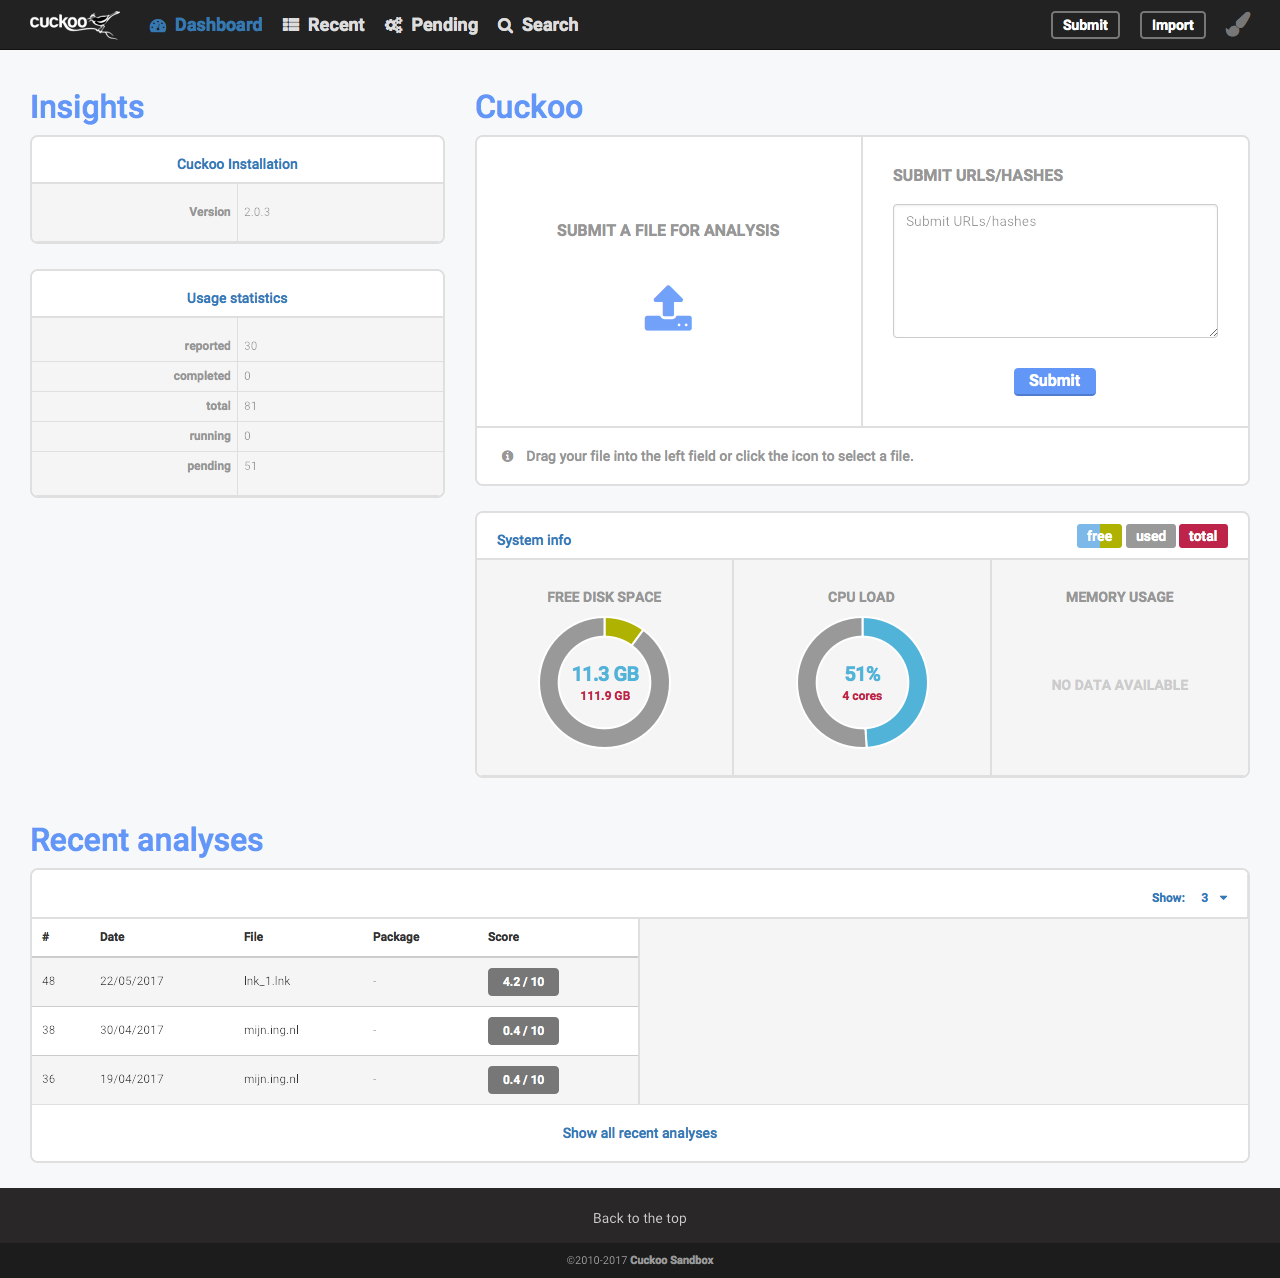 cuckoo Dashboard Recent Pending Search Submit Import
Insights
Cuckoo Installation
Version 2.0.3
Usage statistics
reported 30
completed 0
total 81
running 0
pending 51
Cuckoo
SUBMIT A FILE FOR ANALYSIS
SUBMIT URLS/HASHES
Submit URLs/hashes
Submit
Drag your file into the left field or click the icon to select a file.
System info free used total
FREE DISK SPACE
11.3 GB
111.9 GB
CPU LOAD
51%
4 cores
MEMORY USAGE
NO DATA AVAILABLE
Recent analyses
Show: 3
# Date File Package Score
48 22/05/2017 lnk_1.lnk - 4.2 / 10
38 30/04/2017 mijn.ing.nl - 0.4 / 10
36 19/04/2017 mijn.ing.nl - 0.4 / 10
Show all recent analyses
Back to the top
©2010-2017 Cuckoo Sandbox